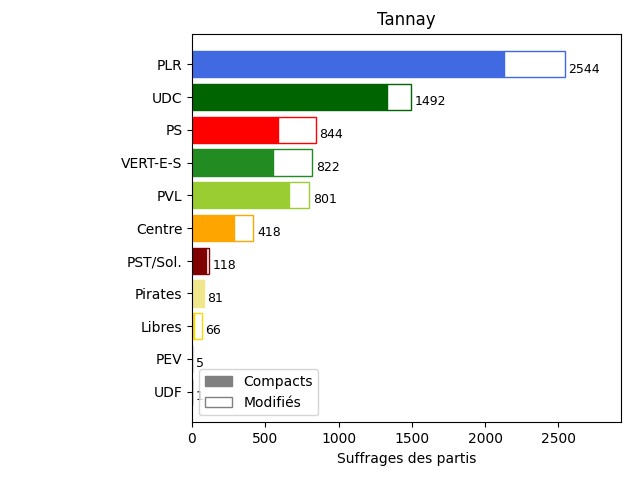 Tannay
PLR 2544
UDC 1492
PS 844
VERT-E-S 822
PVL 801
Centre 418
PST/Sol. 118
Pirates 81
Libres 66
PEV 5
UDF
Compacts
Modifiés
0 500 1000 1500 2000 2500
Suffrages des partis